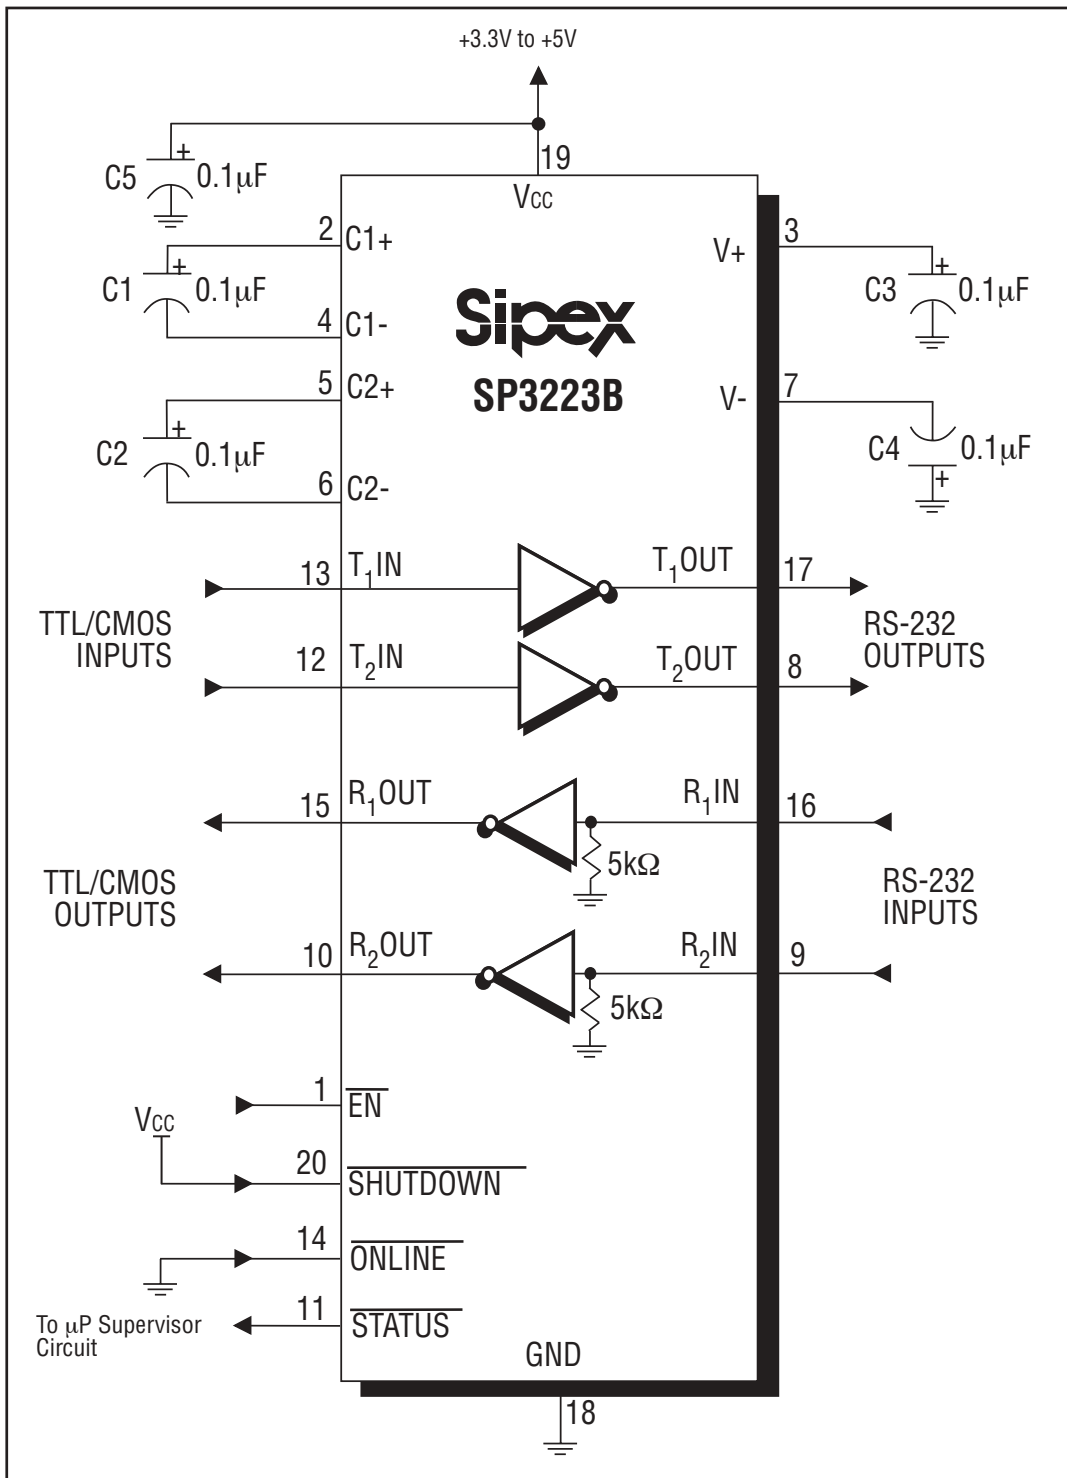 +3.3V to +5V
19
VCC
C5
+
0.1μF
2
C1+
C1
+
0.1μF
4
C1-
5
C2+
C2
+
0.1μF
6
C2-
Sipex
SP3223B
V+
3
C3
+
0.1μF
V-
7
C4
0.1μF
+
TTL/CMOS
INPUTS
13
T1IN
T1OUT
17
12
T2IN
T2OUT
8
RS-232
OUTPUTS
TTL/CMOS
OUTPUTS
15
R1OUT
R1IN
16
5kΩ
10
R2OUT
R2IN
9
5kΩ
RS-232
INPUTS
1
EN
VCC
20
SHUTDOWN
14
ONLINE
11
STATUS
To μP Supervisor
Circuit
GND
18